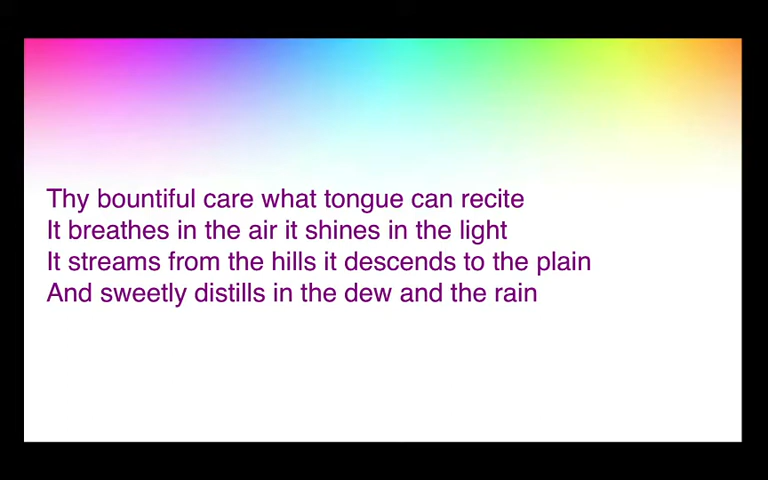 Thy bountiful care what tongue can recite
It breathes in the air it shines in the light
It streams from the hills it descends to the plain
And sweetly distills in the dew and the rain